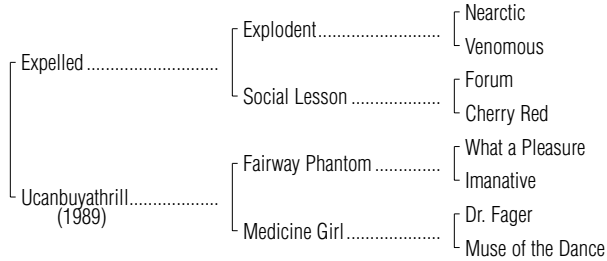 Nearctic
Explodent
Venomous
Expelled
Forum
Social Lesson
Cherry Red
What a Pleasure
Fairway Phantom
Imanative
Ucanbuyathrill
(1989)
Dr. Fager
Medicine Girl
Muse of the Dance